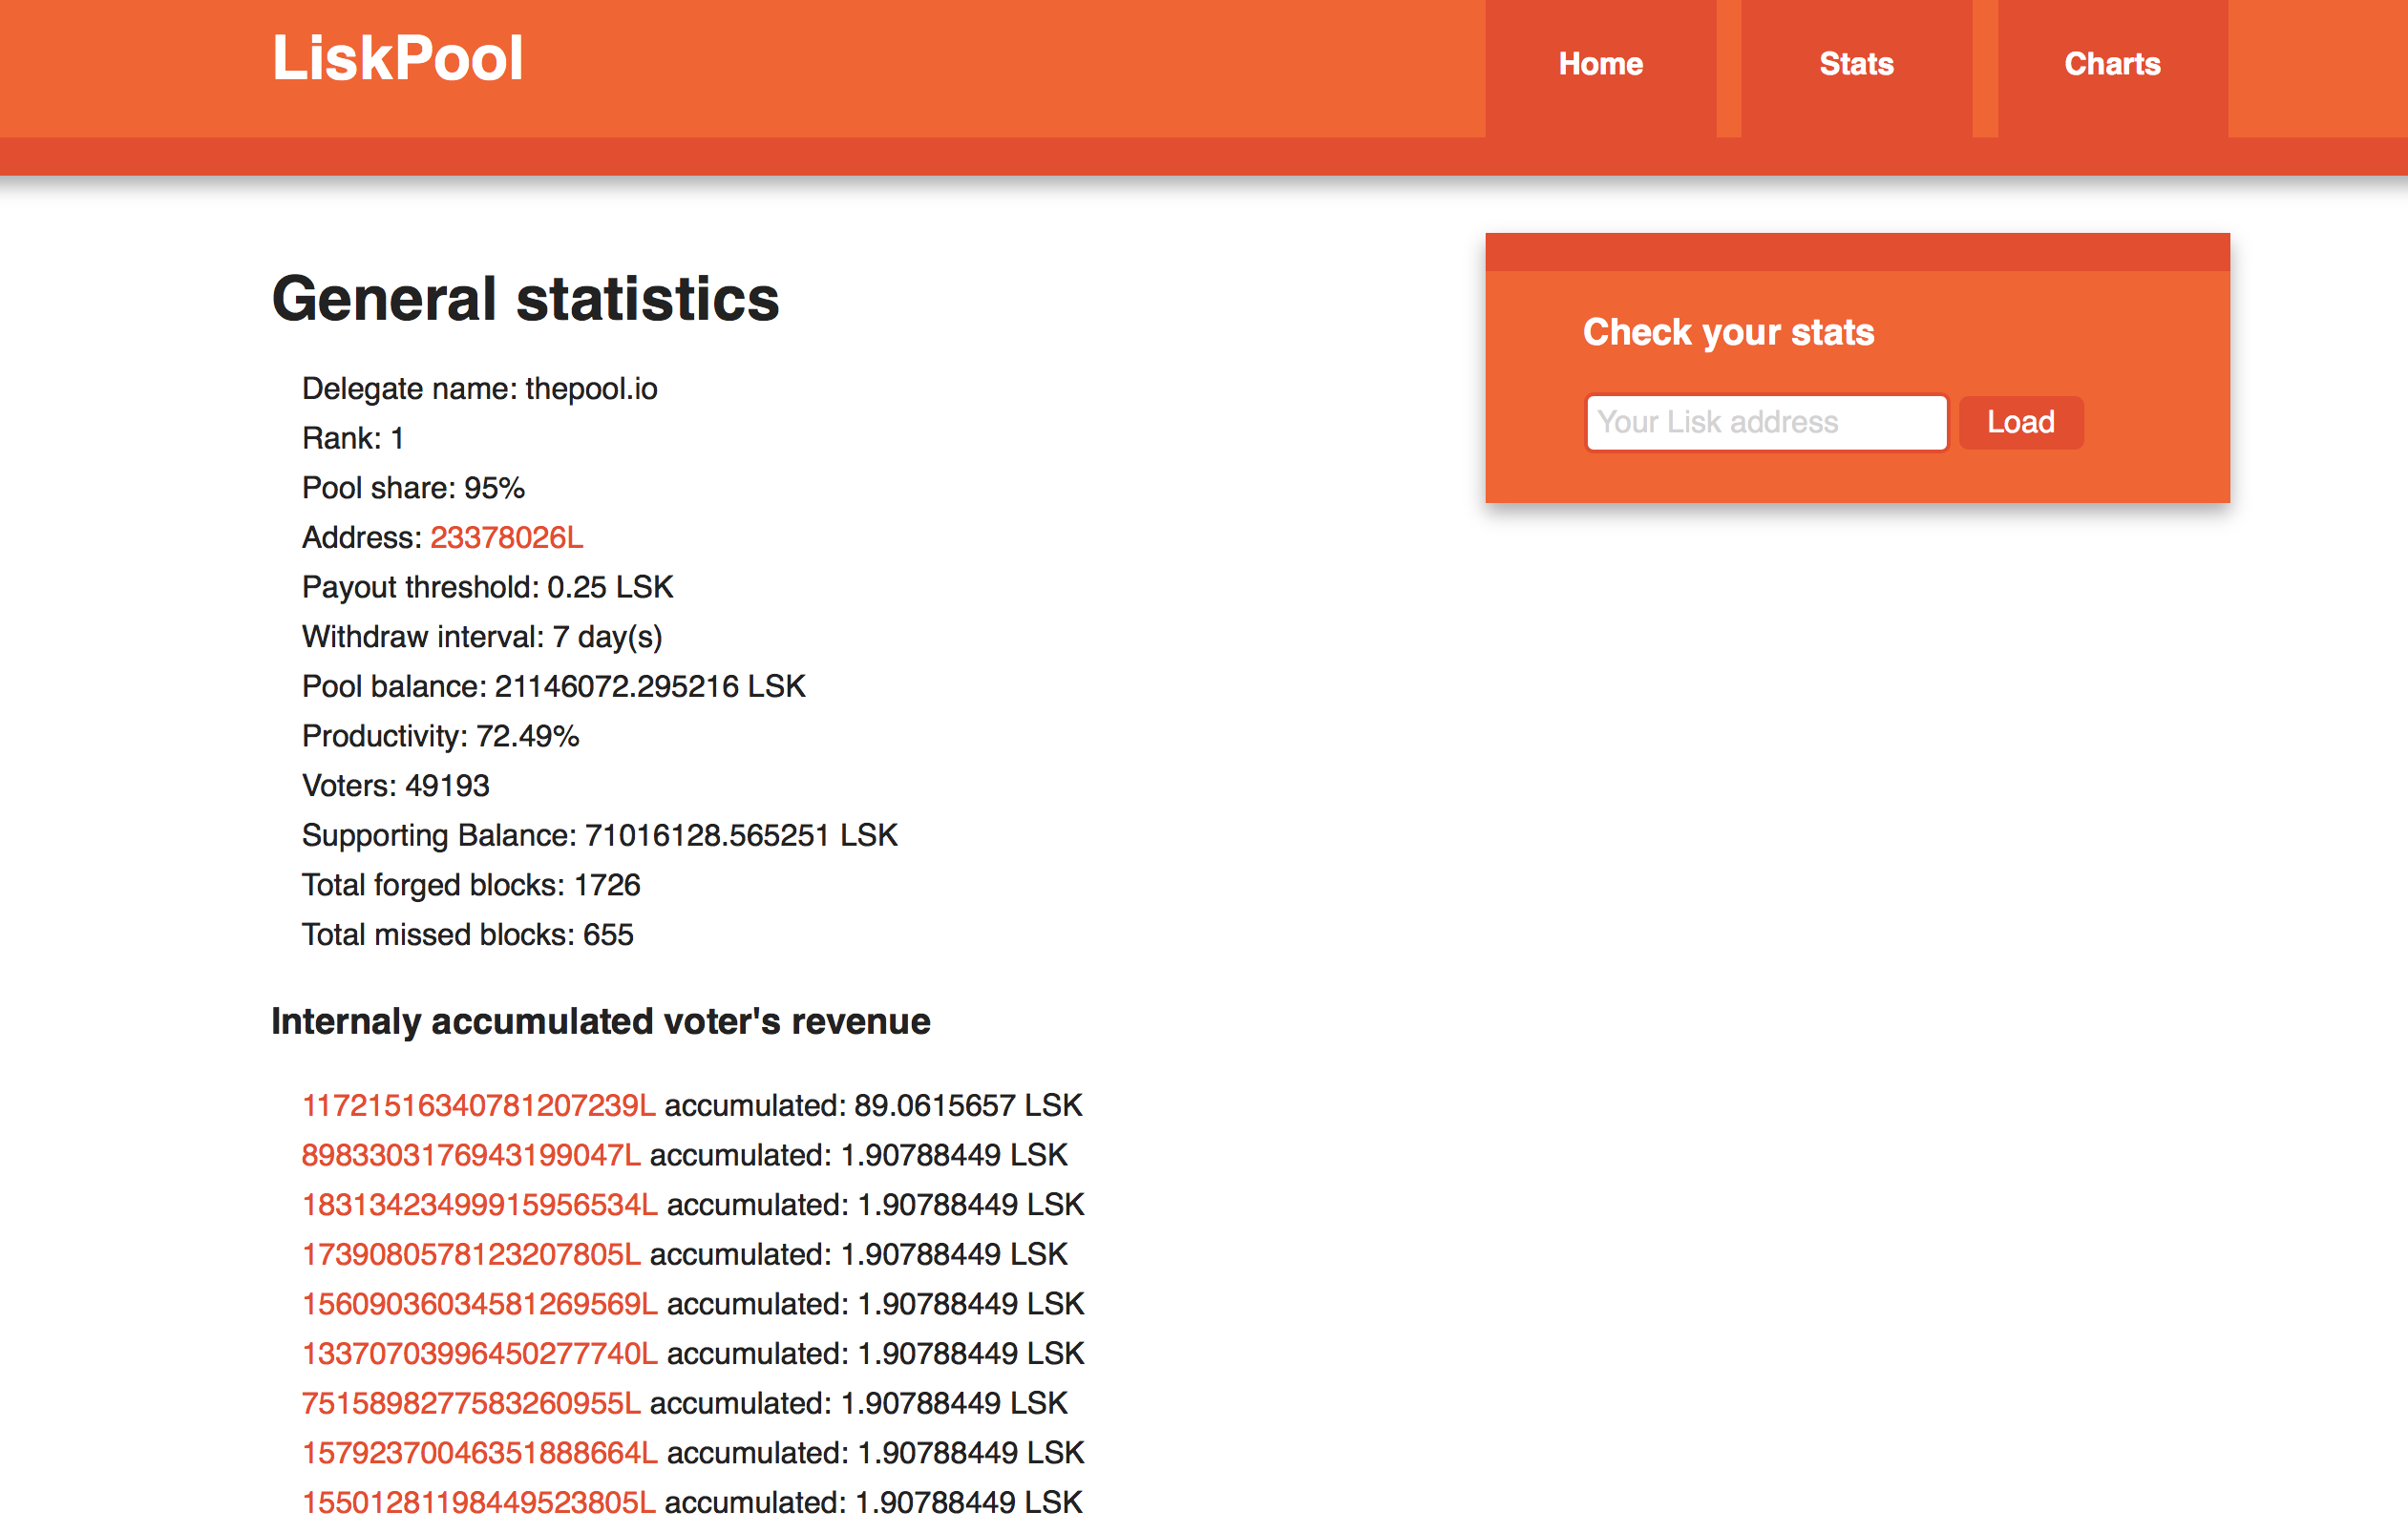 LiskPool
Home
Stats
Charts
General statistics
Delegate name: thepool.io
Rank: 1
Pool share: 95%
Address: 23378026L
Payout threshold: 0.25 LSK
Withdraw interval: 7 day(s)
Pool balance: 21146072.295216 LSK
Productivity: 72.49%
Voters: 49193
Supporting Balance: 71016128.565251 LSK
Total forged blocks: 1726
Total missed blocks: 655
Check your stats
Your Lisk address
Load
Internaly accumulated voter's revenue
11721516340781207239L accumulated: 89.0615657 LSK
8983303176943199047L accumulated: 1.90788449 LSK
18313423499915956534L accumulated: 1.90788449 LSK
1739080578123207805L accumulated: 1.90788449 LSK
15609036034581269569L accumulated: 1.90788449 LSK
13370703996450277740L accumulated: 1.90788449 LSK
7515898277583260955L accumulated: 1.90788449 LSK
15792370046351888664L accumulated: 1.90788449 LSK
15501281198449523805L accumulated: 1.90788449 LSK